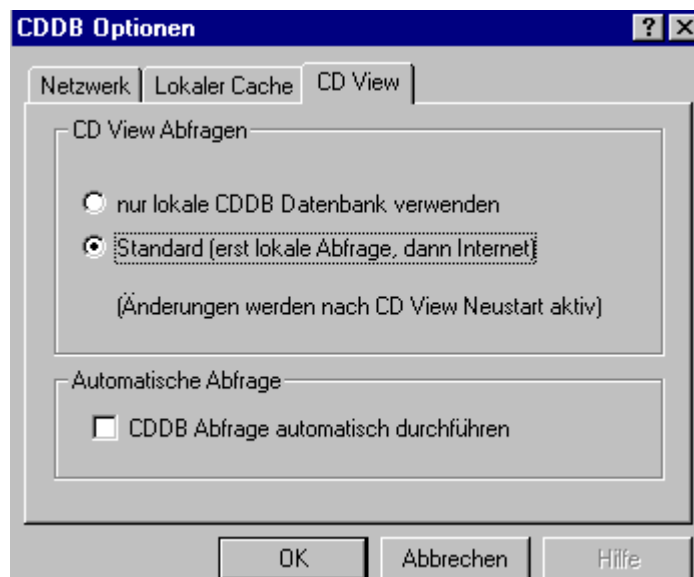 CDDB Optionen
Netzwerk Lokaler Cache CD View
CD View Abfragen
nur lokale CDDB Datenbank verwenden
Standard (erst lokale Abfrage, dann Internet)
(Änderungen werden nach CD View Neustart aktiv)
Automatische Abfrage
CDDB Abfrage automatisch durchführen
OK Abbrechen Hilfe